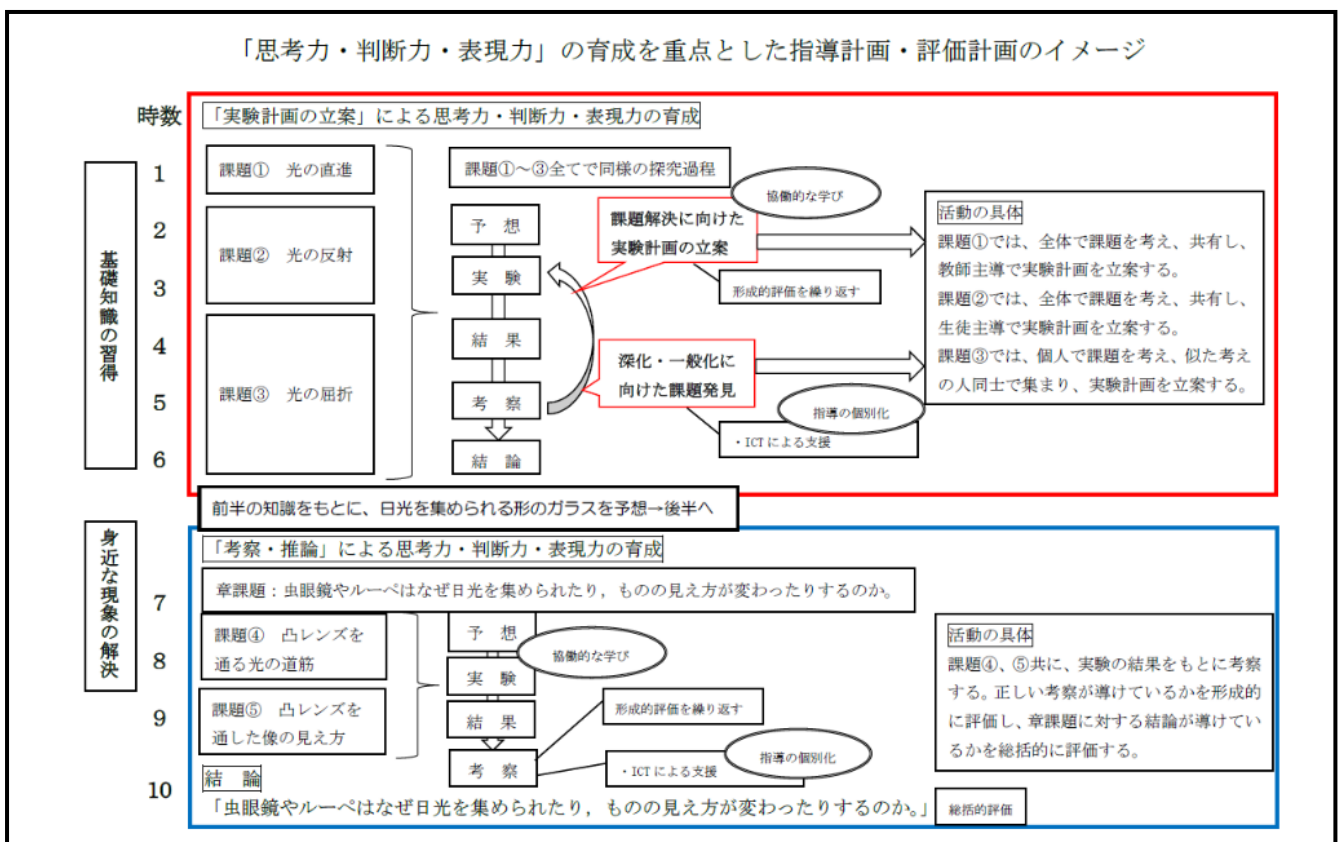 「思考力・判断力・表現力」の育成を重点とした指導計画・評価計画のイメージ
時数
「実験計画の立案」による思考力・判断力・表現力の育成
基礎知識の習得
1
2
3
4
5
6
課題① 光の直進
課題② 光の反射
課題③ 光の屈折
課題①～③全てで同様の探究過程
予 想
実 験
結 果
考 察
結 論
協働的な学び
課題解決に向けた
実験計画の立案
形成的評価を繰り返す
深化・一般化に
向けた課題発見
指導の個別化
・ICTによる支援
活動の具体
課題①では、全体で課題を考え、共有し、
教師主導で実験計画を立案する。
課題②では、全体で課題を考え、共有し、
生徒主導で実験計画を立案する。
課題③では、個人で課題を考え、似た考え
の人同士で集まり、実験計画を立案する。
前半の知識をもとに、日光を集められる形のガラスを予想→後半へ
身近な現象の解決
「考察・推論」による思考力・判断力・表現力の育成
7
8
9
10
章課題：虫眼鏡やルーペはなぜ日光を集められたり，ものの見え方が変わったりするのか。
課題④ 凸レンズを
通る光の道筋
課題⑤ 凸レンズを
通した像の見え方
予 想
実 験
結 果
考 察
協働的な学び
形成的評価を繰り返す
指導の個別化
・ICTによる支援
活動の具体
課題④、⑤共に、実験の結果をもとに考察
する。正しい考察が導けているかを形成的
に評価し、章課題に対する結論が導けてい
るかを総括的に評価する。
結 論
「虫眼鏡やルーペはなぜ日光を集められたり，ものの見え方が変わったりするのか。」
総括的評価